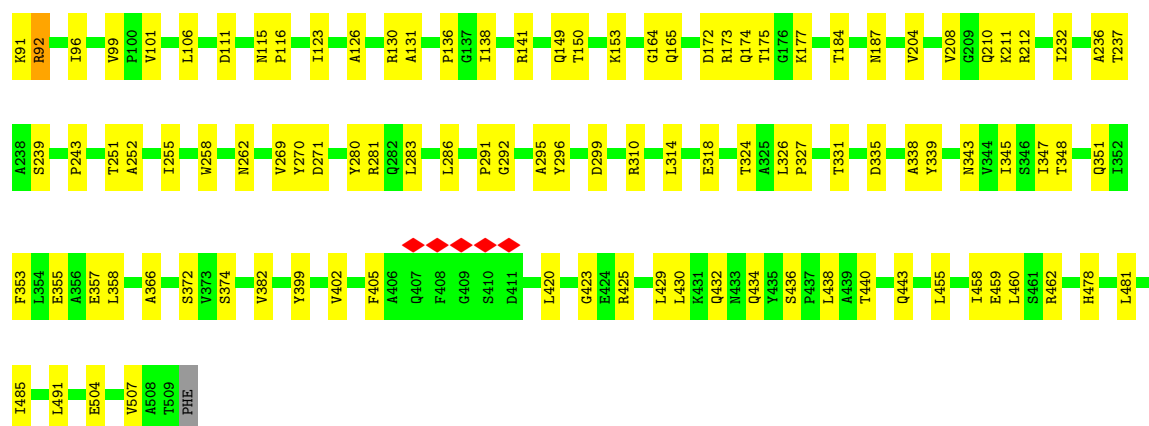 K91 R92 I96 V99 P100 V101 L106 D111 N115 P116 I123 A126 R130 A131 P136 G137 I138 R141 Q149 T150 K153 G164 Q165 D172 R173 Q174 T175 G176 K177 T184 N187 V204 V208 G209 Q210 K211 R212 I232 A236 T237
A238 S239 P243 T251 A252 I255 W258 N262 V269 Y270 D271 Y280 R281 Q282 L283 L286 P291 G292 A295 Y296 D299 R310 L314 E318 T324 A325 L326 P327 T331 D335 A338 Y339 N343 V344 I345 S346 I347 T348 Q351 I352
F353 L354 E355 A356 E357 L358 A366 S372 V373 S374 V382 Y399 V402 F405 A406 Q407 F408 G409 S410 D411 L420 G423 E424 R425 L429 L430 K431 Q432 N433 Q434 Y435 S436 P437 L438 A439 T440 Q443 L455 I458 E459 L460 S461 R462 H478 L481
I485 L491 E504 V507 A508 T509 PHE